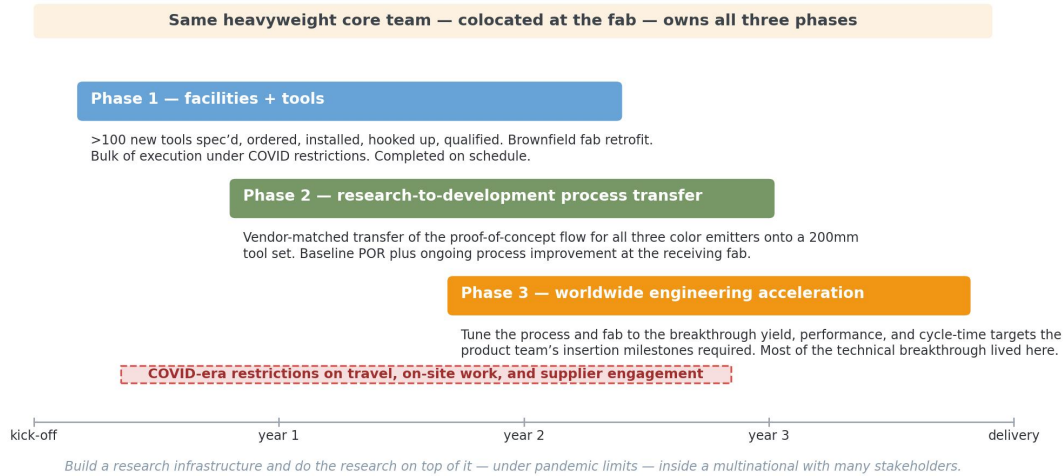 Same heavyweight core team — colocated at the fab — owns all three phases
Phase 1 — facilities + tools
>100 new tools spec’d, ordered, installed, hooked up, qualified. Brownfield fab retrofit.
Bulk of execution under COVID restrictions. Completed on schedule.
Phase 2 — research-to-development process transfer
Vendor-matched transfer of the proof-of-concept flow for all three color emitters onto a 200mm
tool set. Baseline POR plus ongoing process improvement at the receiving fab.
Phase 3 — worldwide engineering acceleration
Tune the process and fab to the breakthrough yield, performance, and cycle-time targets the
product team’s insertion milestones required. Most of the technical breakthrough lived here.
COVID-era restrictions on travel, on-site work, and supplier engagement
kick-off year 1 year 2 year 3 delivery
Build a research infrastructure and do the research on top of it — under pandemic limits — inside a multinational with many stakeholders.